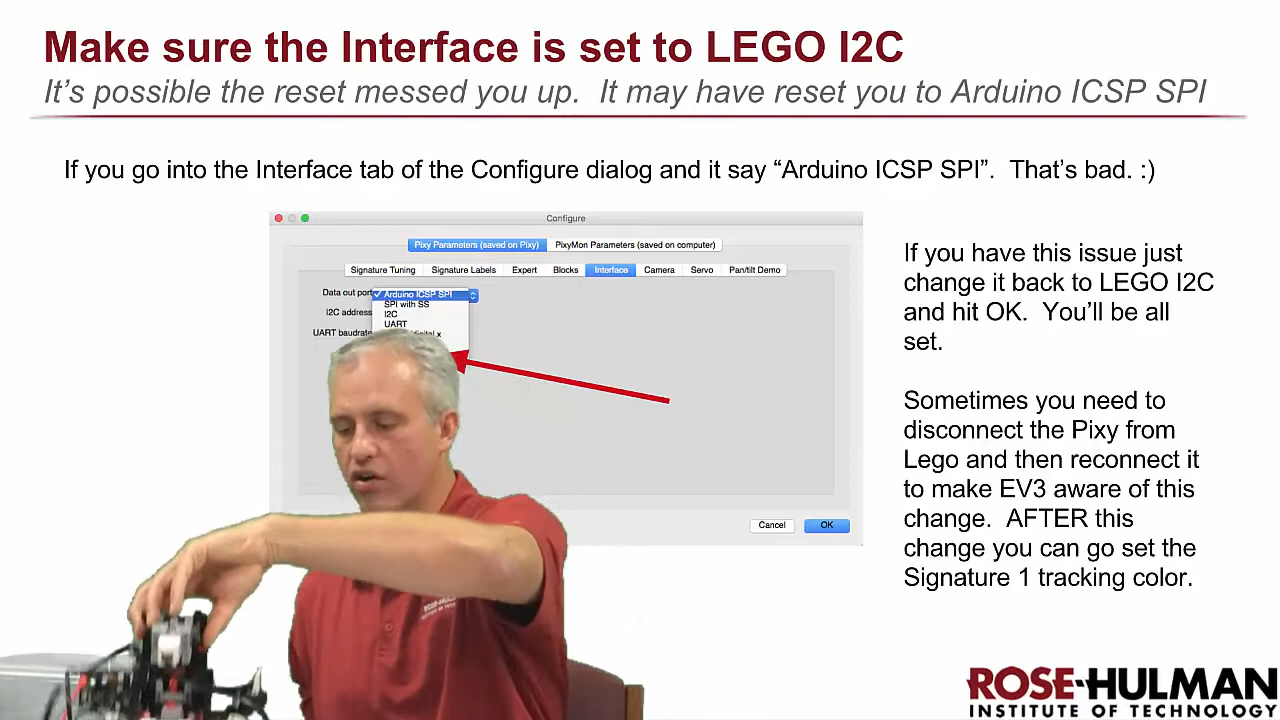 Make sure the Interface is set to LEGO I2C
It's possible the reset messed you up.  It may have reset you to Arduino ICSP SPI
If you go into the Interface tab of the Configure dialog and it say “Arduino ICSP SPI”.  That's bad. :)
Configure
Pixy Parameters (saved on Pixy) PixyMon Parameters (saved on computer)
Signature Tuning Signature Labels Expert Blocks Interface Camera Servo Pan/tilt Demo
Data out port ✓ Arduino ICSP SPI
SPI with SS
I2C address
I2C
UART
UART baudrate
digital x
Cancel OK
If you have this issue just
change it back to LEGO I2C
and hit OK.  You'll be all
set.
Sometimes you need to
disconnect the Pixy from
Lego and then reconnect it
to make EV3 aware of this
change.  AFTER this
change you can go set the
Signature 1 tracking color.
ROSE-HULMAN
INSTITUTE OF TECHNOLOGY
ROSE-HULMAN